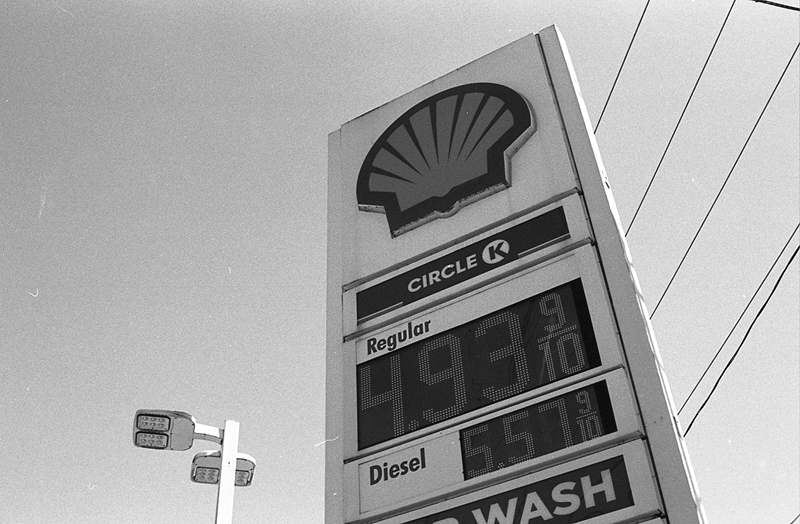 CIRCLE K
Regular
4.93 9/10
Diesel
5.57 9/10
WASH